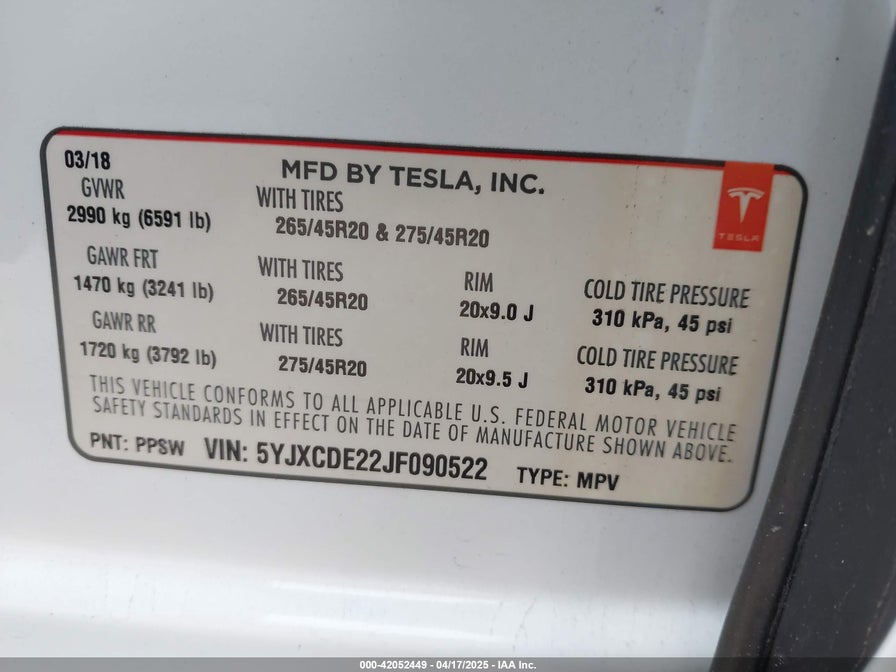 03/18
MFD BY TESLA, INC.
TESLA
GVWR
2990 kg (6591 lb)
WITH TIRES
265/45R20 & 275/45R20
GAWR FRT
1470 kg (3241 lb)
WITH TIRES
265/45R20
RIM
20x9.0 J
COLD TIRE PRESSURE
310 kPa, 45 psi
GAWR RR
1720 kg (3792 lb)
WITH TIRES
275/45R20
RIM
20x9.5 J
COLD TIRE PRESSURE
310 kPa, 45 psi
THIS VEHICLE CONFORMS TO ALL APPLICABLE U.S. FEDERAL MOTOR VEHICLE
SAFETY STANDARDS IN EFFECT ON THE DATE OF MANUFACTURE SHOWN ABOVE.
PNT: PPSW VIN: 5YJXCDE22JF090522 TYPE: MPV
000-42052449 - 04/17/2025 - IAA Inc.